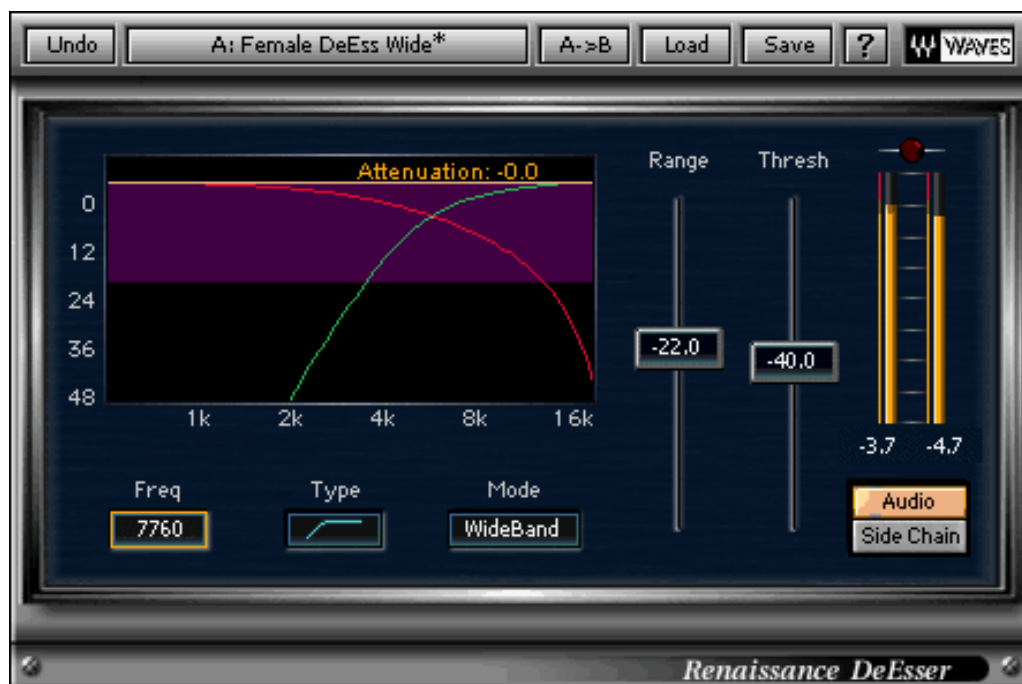 Undo A: Female DeEss Wide* A->B Load Save ? WAVES
Attenuation: -0.0
Range Thresh
0
12
24
36
48
1k 2k 4k 8k 16k
-22.0 -40.0
-3.7 -4.7
Freq Type Mode
7760 WideBand
Audio
Side Chain
Renaissance DeEsser